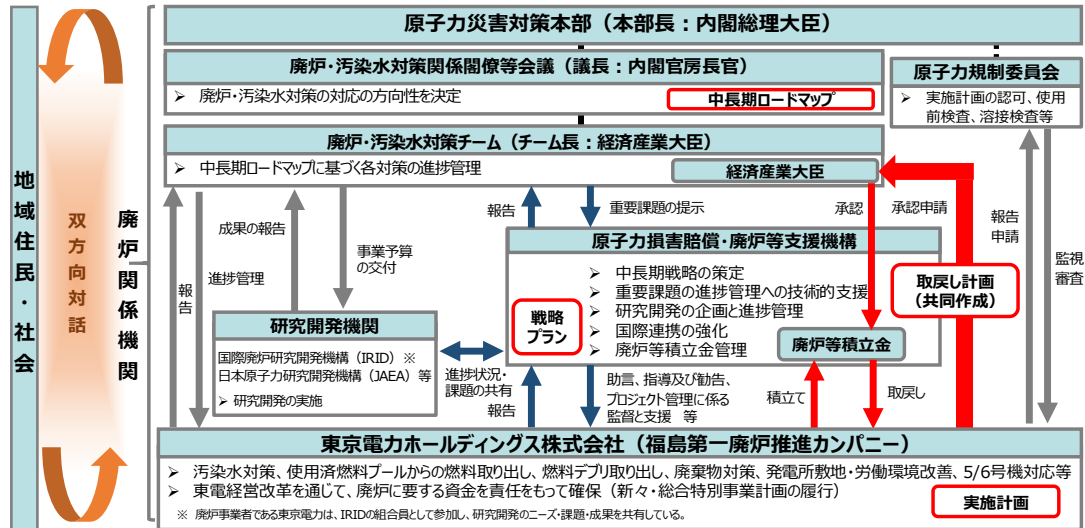 原子力災害対策本部（本部長：内閣総理大臣）
廃炉・汚染水対策関係閣僚等会議（議長：内閣官房長官）
➢ 廃炉・汚染水対策の対応の方向性を決定
中長期ロードマップ
原子力規制委員会
➢ 実施計画の認可、使用
前検査、溶接検査等
廃炉・汚染水対策チーム（チーム長：経済産業大臣）
➢ 中長期ロードマップに基づく各対策の進捗管理
経済産業大臣
地域住民・社会
双方向対話
廃炉関係機関
報告
進捗管理
成果の報告
事業予算
の交付
報告
重要課題の提示
承認
承認申請
報告
申請
監視
審査
原子力損害賠償・廃炉等支援機構
➢ 中長期戦略の策定
➢ 重要課題の進捗管理への技術的支援
➢ 研究開発の企画と進捗管理
➢ 国際連携の強化
➢ 廃炉等積立金管理
戦略
プラン
廃炉等積立金
取戻し計画
（共同作成）
研究開発機関
国際廃炉研究開発機構（IRID）※
日本原子力研究開発機構（JAEA）等
➢ 研究開発の実施
進捗状況・
課題の共有
報告
助言、指導及び勧告、
プロジェクト管理に係る
監督と支援 等
積立て
取戻し
東京電力ホールディングス株式会社（福島第一廃炉推進カンパニー）
➢ 汚染水対策、使用済燃料プールからの燃料取り出し、燃料デブリ取り出し、廃棄物対策、発電所敷地・労働環境改善、5/6号機対応等
➢ 東電経営改革を通じて、廃炉に要する資金を責任をもって確保（新々・総合特別事業計画の履行）
※ 廃炉事業者である東京電力は、IRIDの組合員として参加し、研究開発のニーズ・課題・成果を共有している。
実施計画